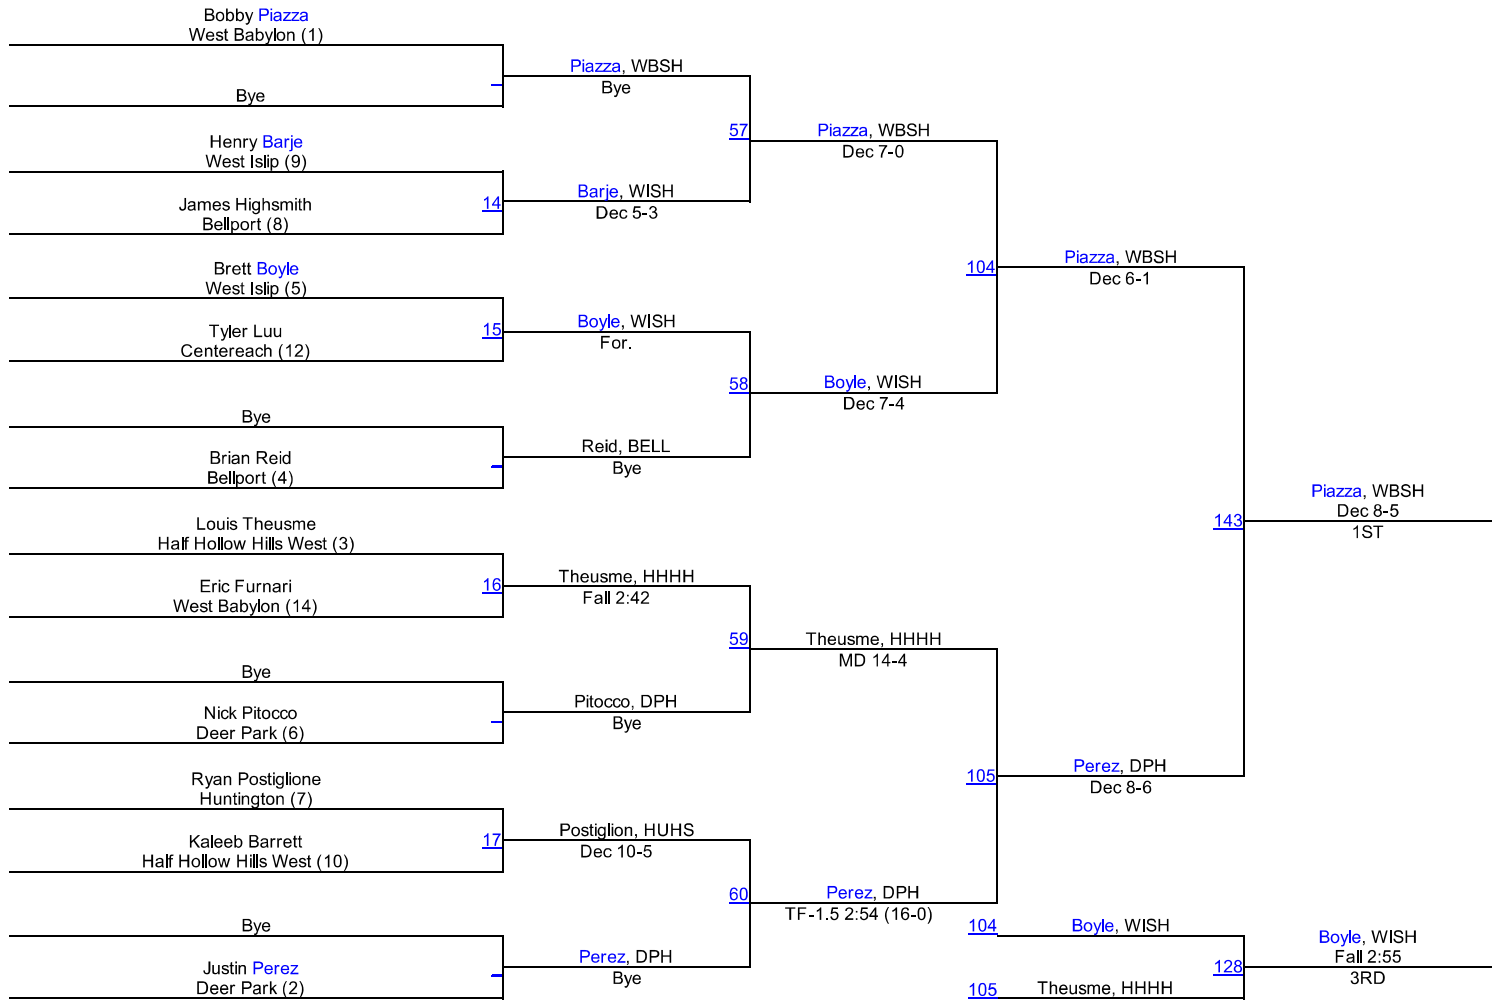 Bobby Piazza
West Babylon (1)
Bye
Piazza, WBSH
Bye
Henry Barje
West Islip (9)
James Highsmith
Bellport (8)
14
Barje, WISH
Dec 5-3
57
Piazza, WBSH
Dec 7-0
Brett Boyle
West Islip (5)
Tyler Luu
Centereach (12)
15
Boyle, WISH
For.
Bye
Brian Reid
Bellport (4)
Reid, BELL
Bye
58
Boyle, WISH
Dec 7-4
104
Piazza, WBSH
Dec 6-1
Louis Theusme
Half Hollow Hills West (3)
Eric Furnari
West Babylon (14)
16
Theusme, HHHH
Fall 2:42
Bye
Nick Pitocco
Deer Park (6)
Pitocco, DPH
Bye
59
Theusme, HHHH
MD 14-4
Ryan Postiglione
Huntington (7)
Kaleeb Barrett
Half Hollow Hills West (10)
17
Postiglion, HUHS
Dec 10-5
Bye
Justin Perez
Deer Park (2)
Perez, DPH
Bye
60
Perez, DPH
TF-1.5 2:54 (16-0)
105
Perez, DPH
Dec 8-6
143
Piazza, WBSH
Dec 8-5
1ST
104
Boyle, WISH
105
Theusme, HHHH
128
Boyle, WISH
Fall 2:55
3RD